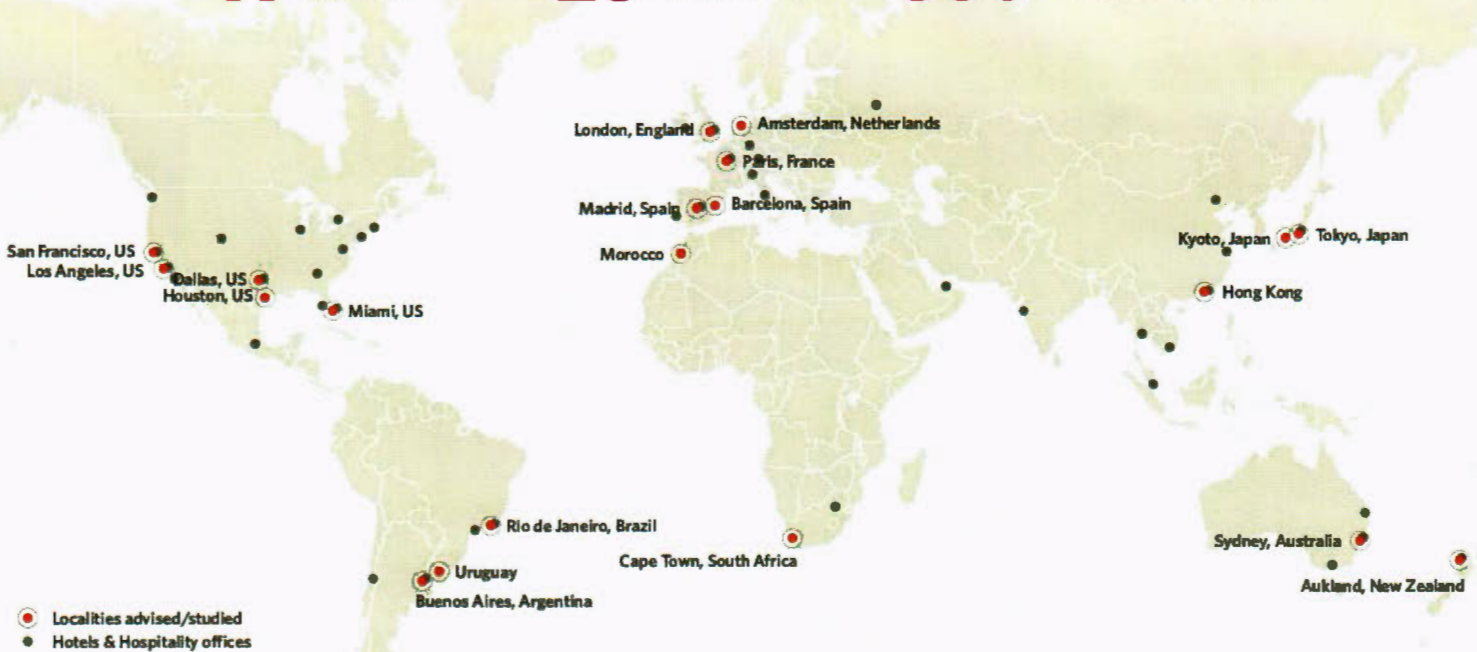 London, England
Amsterdam, Netherlands
Paris, France
Madrid, Spain
Barcelona, Spain
San Francisco, US
Los Angeles, US
Dallas, US
Houston, US
Miami, US
Morocco
Kyoto, Japan
Tokyo, Japan
Hong Kong
Rio de Janeiro, Brazil
Uruguay
Buenos Aires, Argentina
Cape Town, South Africa
Sydney, Australia
Aukland, New Zealand
Localities advised/studied
Hotels & Hospitality offices